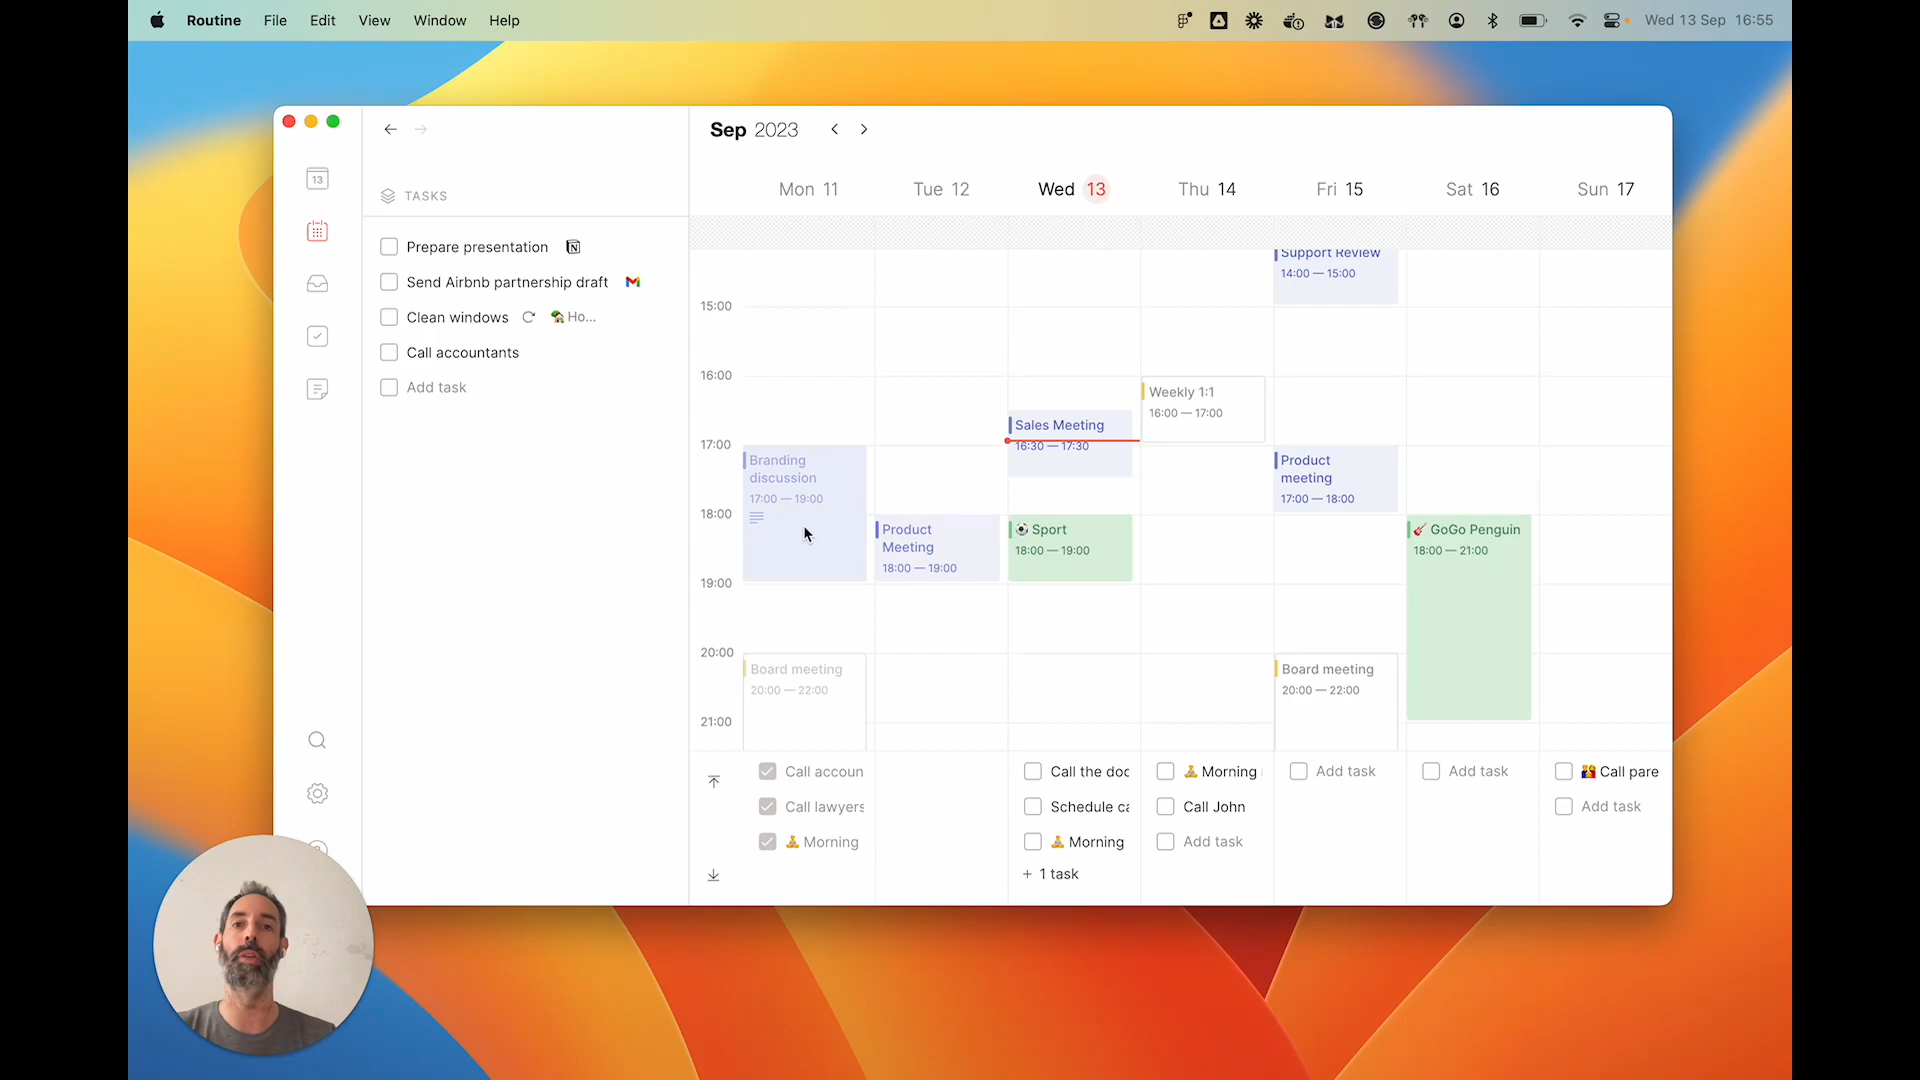 Routine File Edit View Window Help Wed 13 Sep 16:55
Sep 2023
13
TASKS
Mon 11 Tue 12 Wed 13 Thu 14 Fri 15 Sat 16 Sun 17
Prepare presentation
Send Airbnb partnership draft
Clean windows Ho...
Call accountants
Add task
Support Review
14:00 — 15:00
15:00
16:00
Weekly 1:1
16:00 — 17:00
Sales Meeting
16:30 — 17:30
17:00
Branding
discussion
17:00 — 19:00
Product
meeting
17:00 — 18:00
18:00
Product
Meeting
18:00 — 19:00
Sport
18:00 — 19:00
GoGo Penguin
18:00 — 21:00
19:00
20:00
Board meeting
20:00 — 22:00
Board meeting
20:00 — 22:00
21:00
Call accoun
Call lawyers
Morning
Call the doc
Schedule ca
Morning
+ 1 task
Morning
Call John
Add task
Add task
Add task
Call pare
Add task